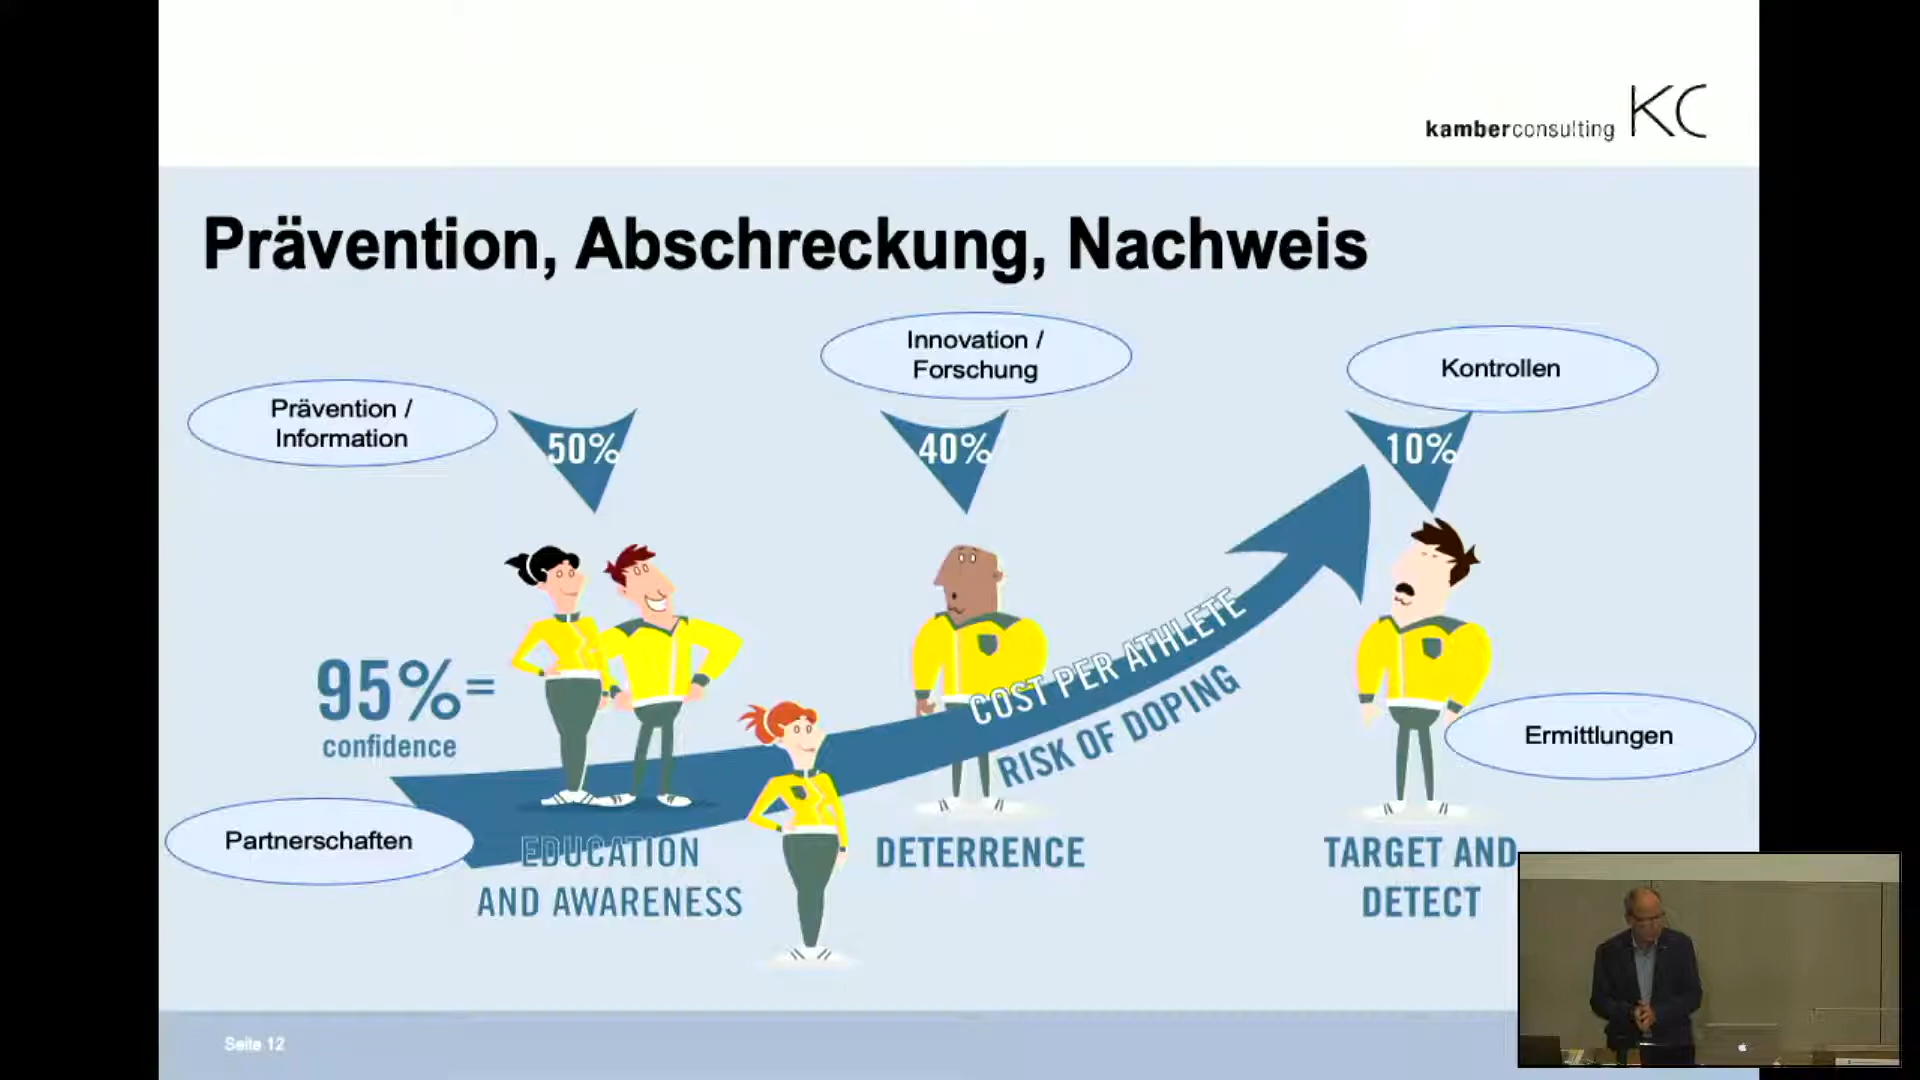 kamberconsulting KC
Prävention, Abschreckung, Nachweis
Prävention /
Information
Innovation /
Forschung
Kontrollen
50%
40%
10%
95%=
confidence
COST PER ATHLETE
RISK OF DOPING
Ermittlungen
Partnerschaften
EDUCATION
AND AWARENESS
DETERRENCE
TARGET AND
DETECT
Seite 12